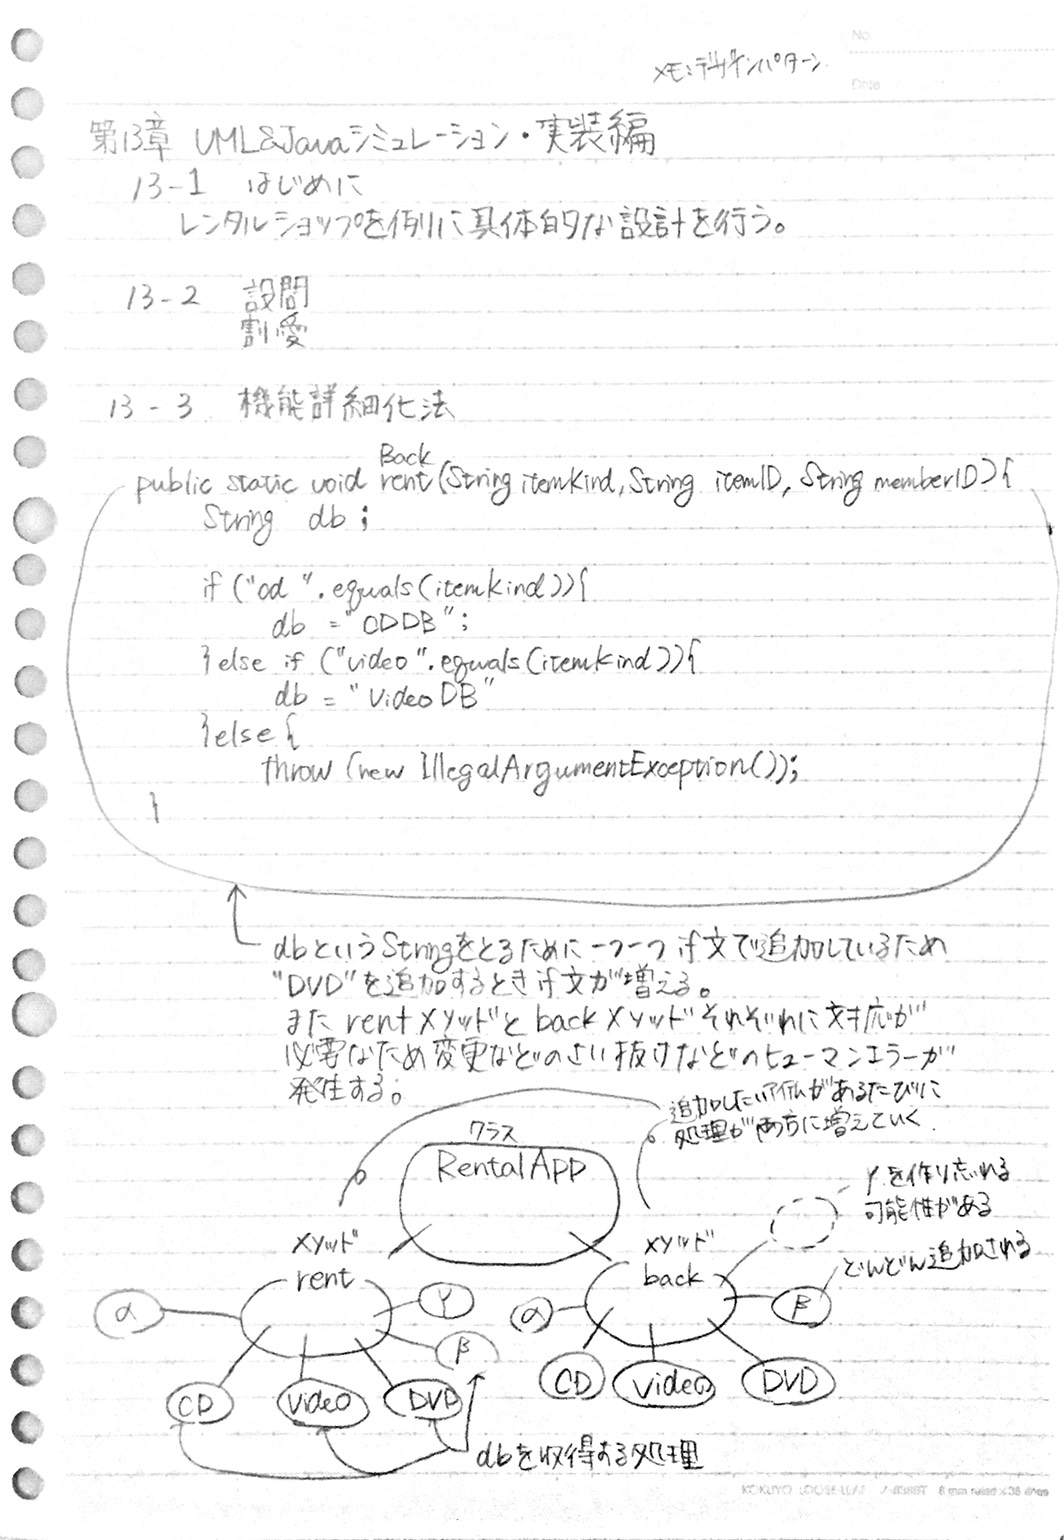 No.
メモ:デザインパターン
Date
第13章 UML&Javaシミュレーション・実装編
13-1 はじめに
レンタルショップを例に具体的な設計を行う。
13-2 設問
割愛
13-3 機能詳細化法
Back
public static void rent(String itemKind, String itemID, String memberID){
String db;
if ("cd".equals(itemKind)){
db = "CDDB";
}else if ("video".equals(itemKind)){
db = "VideoDB"
}else{
throw (new IllegalArgumentException());
}
dbというStringをとるために一つ一つif文で追加しているため
"DVD"を追加するときif文が増える。
また rentメソッドと backメソッドそれぞれに対応が
必要なため変更などのさい抜けなどのヒューマンエラーが
発生する。
追加したいアイテムがあるたびに
処理が両方に増えていく
クラス
RentalApp
γを作り忘れる
可能性がある
メソッド
rent
メソッド
back
どんどん追加される
α
γ
β
CD
Video
DVD
α
β
CD
Video
DVD
dbを取得する処理
KOKUYO LOOSE-LEAF ノ-836BT 6 mm ruled×36 lines